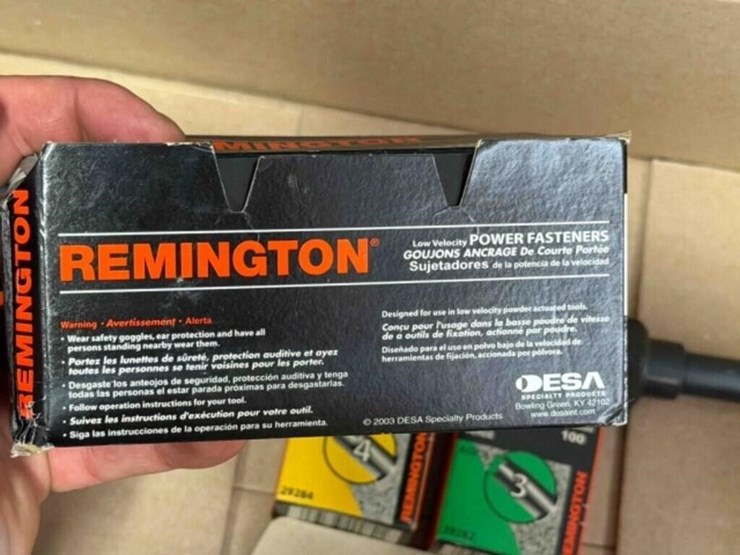 MINGTON
REMINGTON
REMINGTON®
Low Velocity POWER FASTENERS
GOUJONS ANCRAGE De Courte Portée
Sujetadores de la potencia de la velocidad
Warning • Avertissement • Alerta
• Wear safety goggles, ear protection and have all
persons standing nearby wear them.
• Portez les lunettes de sûreté, protection auditive et ayez
toutes les personnes se tenir voisines pour les porter.
• Desgaste los anteojos de seguridad, protección auditiva y tenga
todas las personas el estar parada próximas para desgastarlas.
• Follow operation instructions for your tool.
• Suivez les instructions d'exécution pour votre outil.
• Siga las instrucciones de la operación para su herramienta.
Designed for use in low velocity powder actuated tools.
Conçu pour l'usage dans la basse poudre de vitesse
de a outils de fixation, actionné par poudre.
Diseñado para el uso en polvo bajo de la velocidad de
herramientas de fijación, accionada por pólvora.
DESA
SPECIALTY PRODUCTS
Bowling Green, KY 42102
www.desaint.com
© 2003 DESA Specialty Products
4
29284
REMINGTON
100
3
REMINGTON